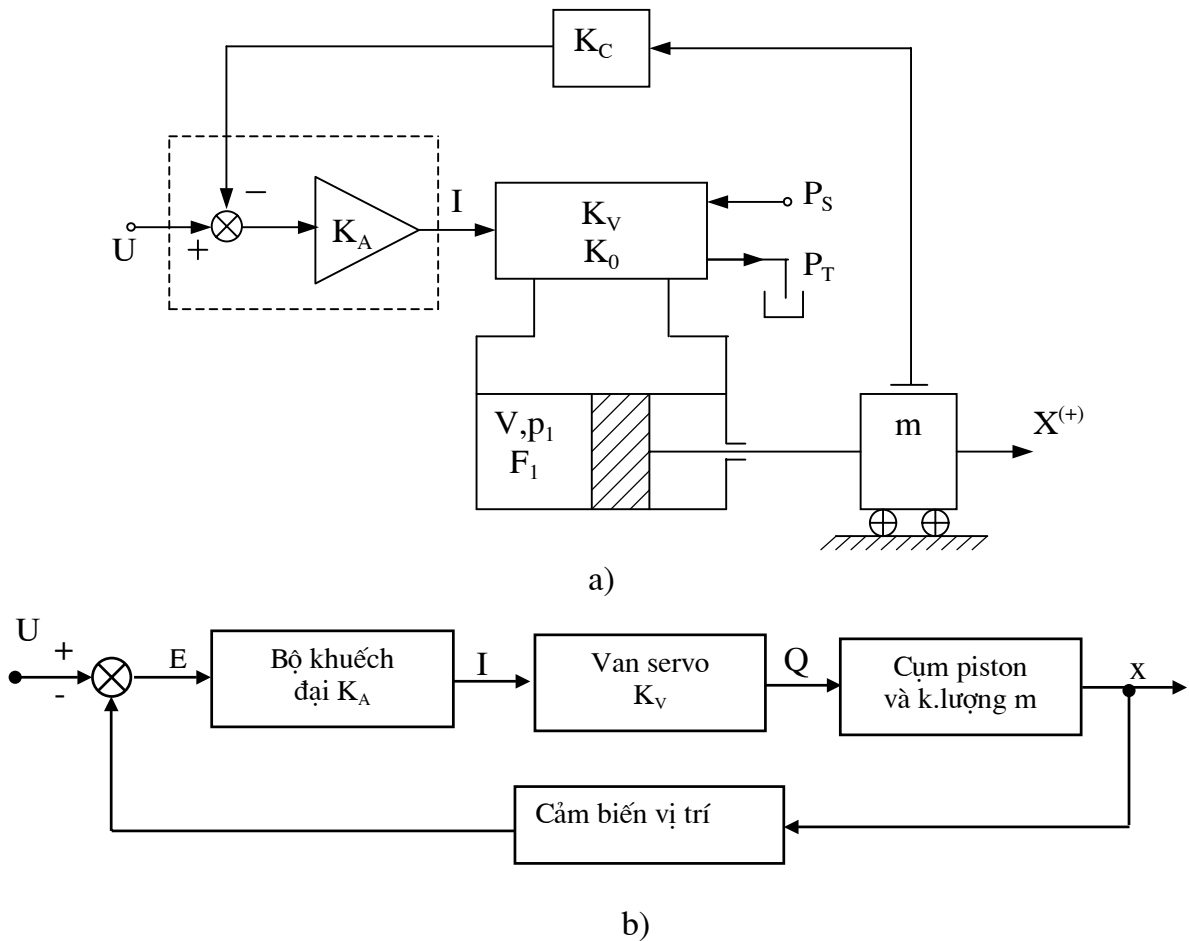 K_C
−
P_S
I
K_V
K_A
K_0
U
+
P_T
V,p_1
m
X^(+)
F_1
a)
U
+
E
Bộ khuếch
đại K_A
I
Van servo
K_V
Q
Cụm piston
và k.lượng m
x
-
Cảm biến vị trí
b)